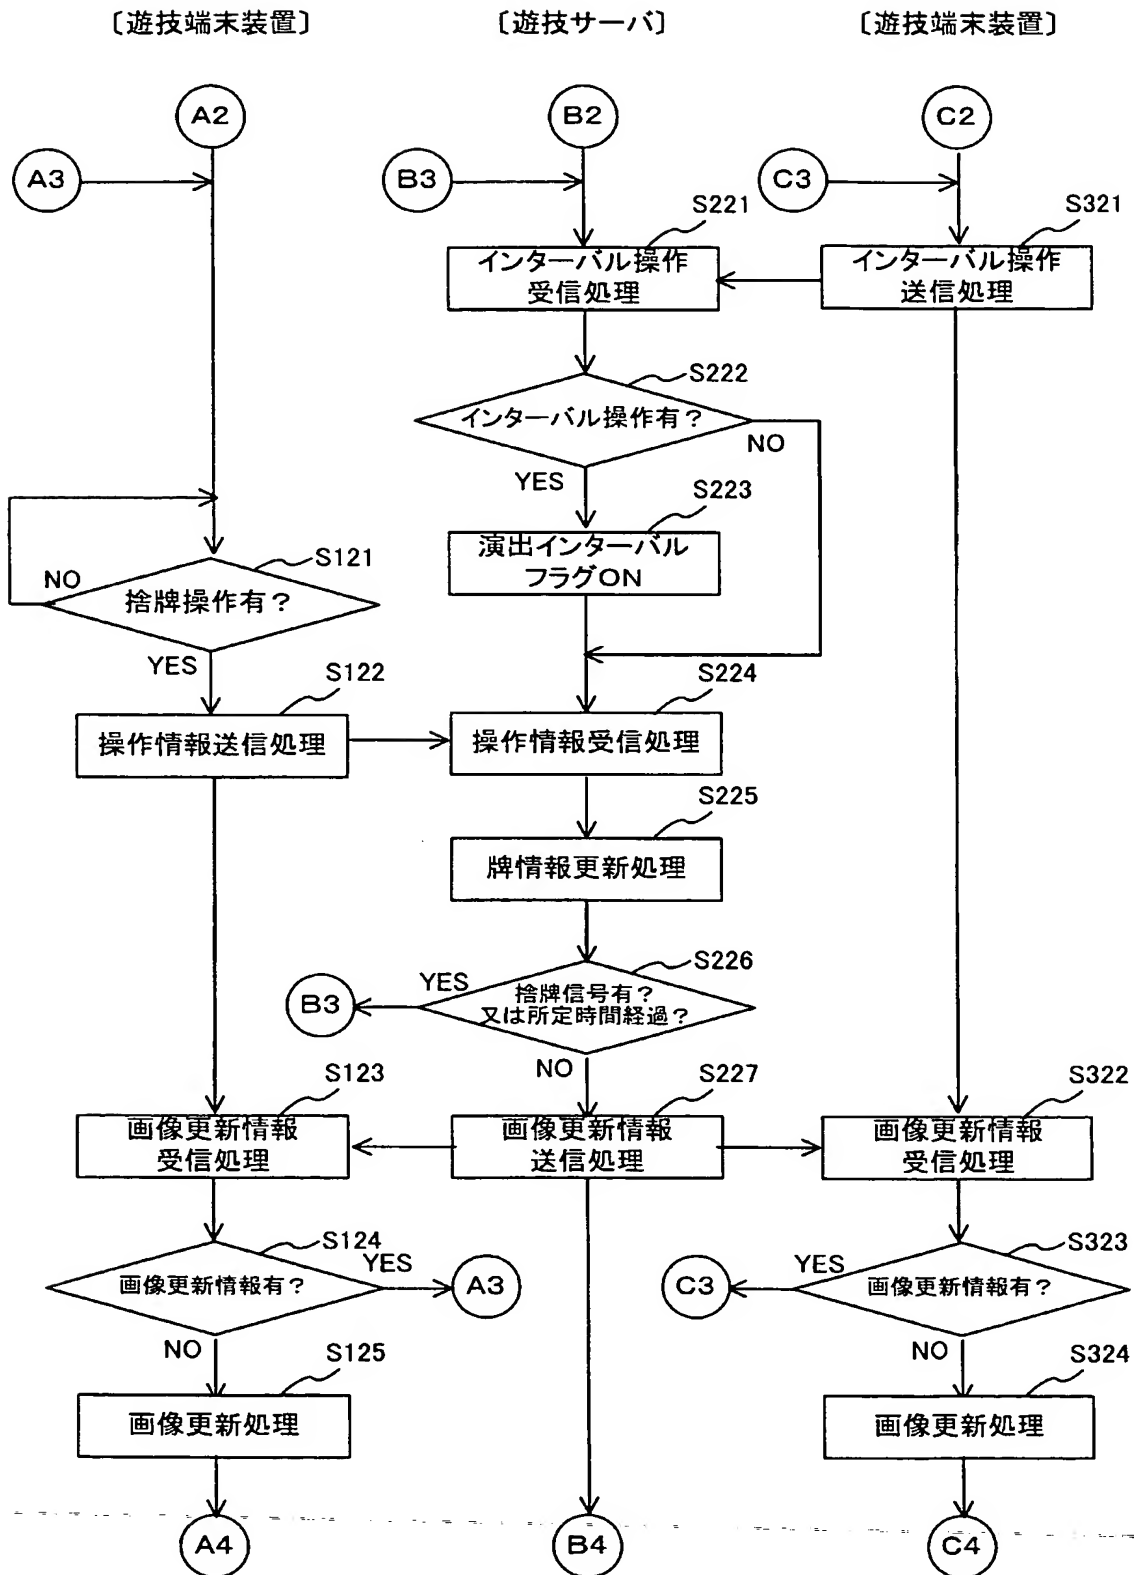 〔遊技端末装置〕
〔遊技サーバ〕
〔遊技端末装置〕
A2
B2
C2
A3
B3
C3
S221
S321
インターバル操作
受信処理
インターバル操作
送信処理
S222
インターバル操作有？
NO
YES
S223
演出インターバル
フラグON
S121
NO
捨牌操作有？
YES
S122
S224
操作情報送信処理
操作情報受信処理
S225
牌情報更新処理
S226
YES
捨牌信号有？
又は所定時間経過？
B3
NO
S123
S227
S322
画像更新情報
受信処理
画像更新情報
送信処理
画像更新情報
受信処理
S124
YES
S323
YES
画像更新情報有？
A3
C3
画像更新情報有？
NO
S125
NO
S324
画像更新処理
画像更新処理
A4
B4
C4